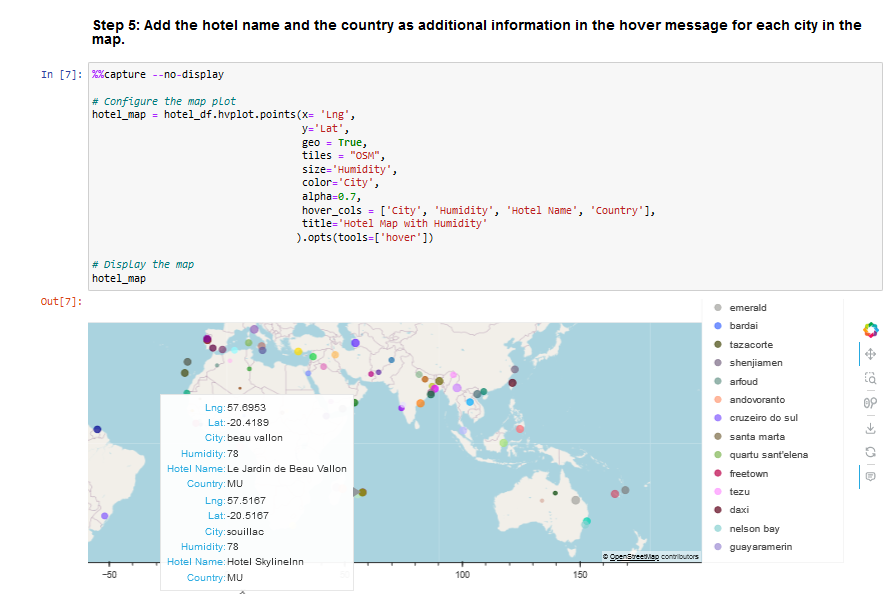 Step 5: Add the hotel name and the country as additional information in the hover message for each city in the
map.
In [7]: %%capture --no-display
# Configure the map plot
hotel_map = hotel_df.hvplot.points(x= 'Lng',
y='Lat',
geo = True,
tiles = "OSM",
size='Humidity',
color='City',
alpha=0.7,
hover_cols = ['City', 'Humidity', 'Hotel Name', 'Country'],
title='Hotel Map with Humidity'
).opts(tools=['hover'])
# Display the map
hotel_map
Out[7]:
Lng:57.6953
Lat:-20.4189
City:beau vallon
Humidity:78
Hotel Name:Le Jardin de Beau Vallon
Country:MU
Lng:57.5167
Lat:-20.5167
City:souillac
Humidity:78
Hotel Name:Hotel SkylineInn
Country:MU
© OpenStreetMap contributors
-50
50
100
150
emerald
bardai
tazacorte
shenjiamen
arfoud
andovoranto
cruzeiro do sul
santa marta
quartu sant'elena
freetown
tezu
daxi
nelson bay
guayaramerin